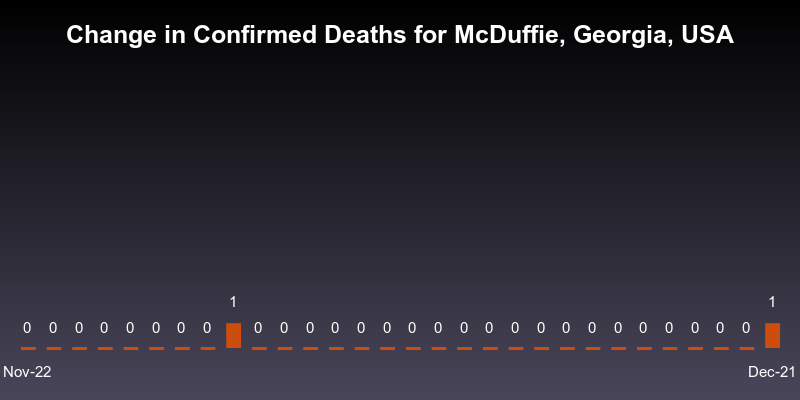 Change in Confirmed Deaths for McDuffie, Georgia, USA
1 1
0 0 0 0 0 0 0 0 0 0 0 0 0 0 0 0 0 0 0 0 0 0 0 0 0 0 0 0
Nov-22 Dec-21